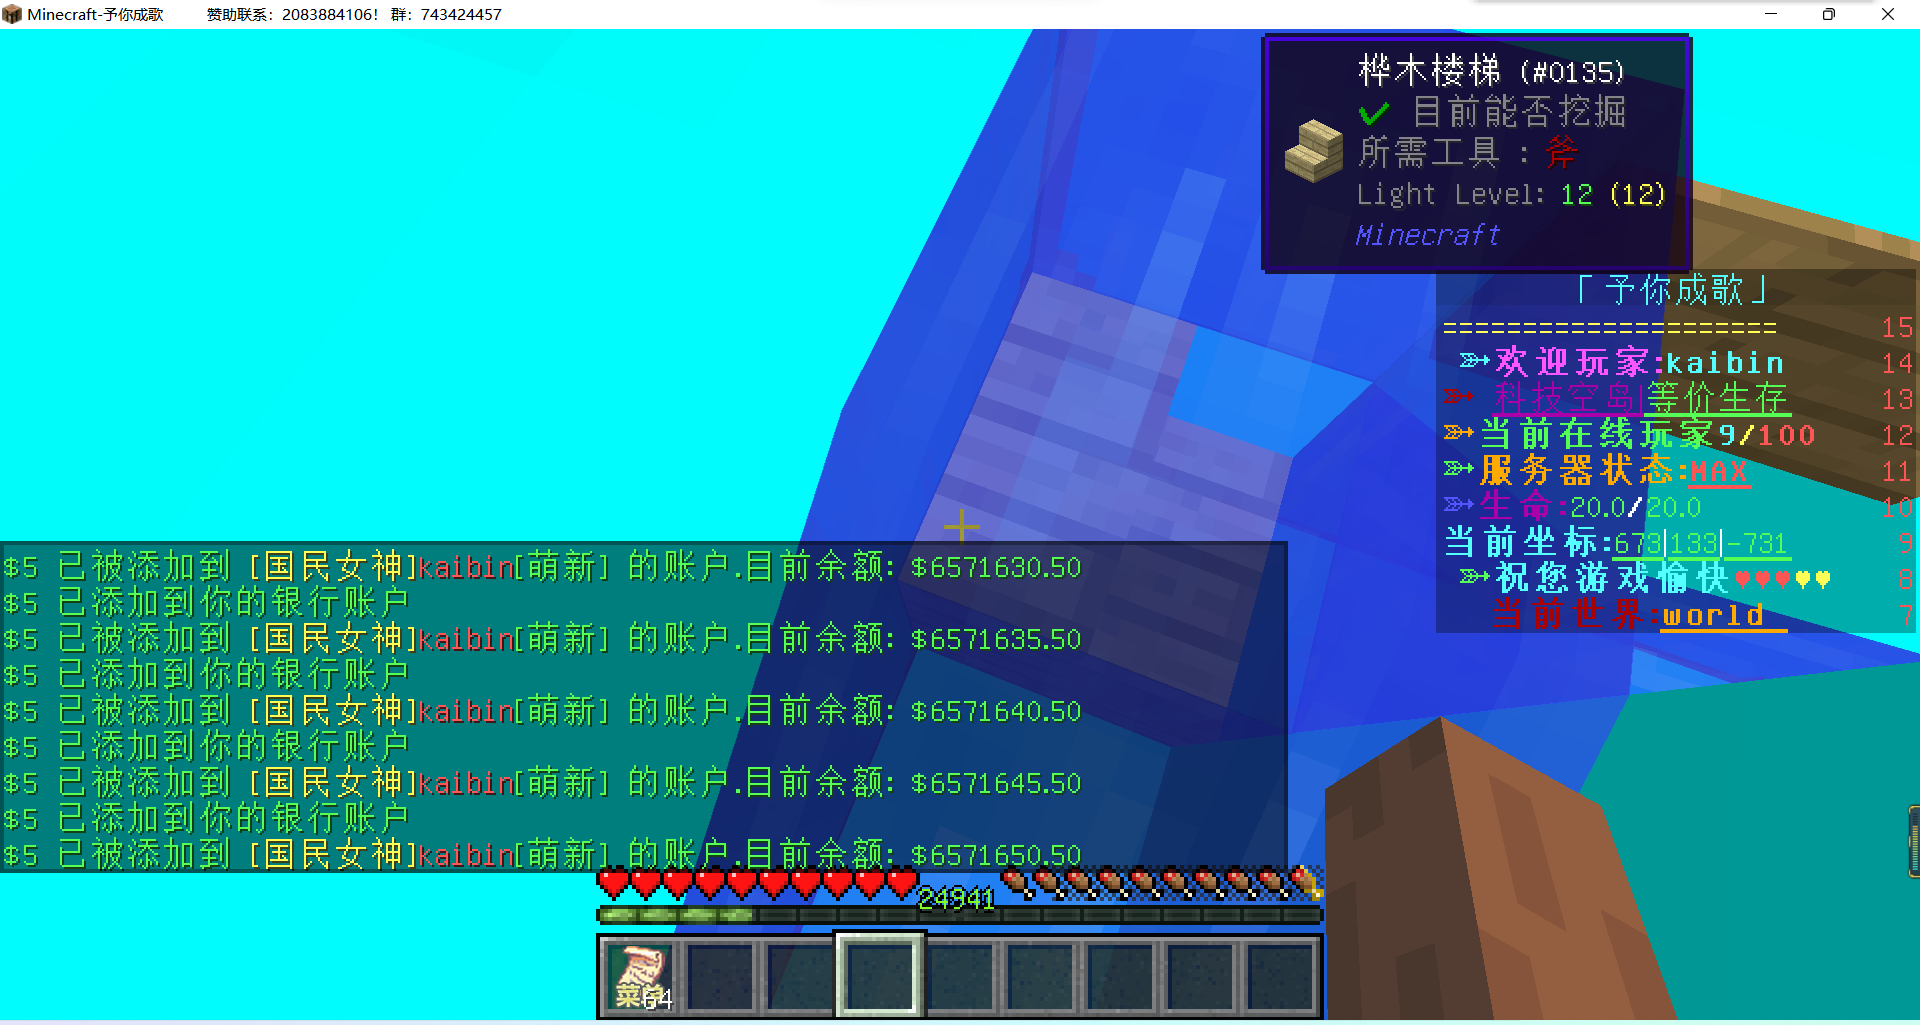 Minecraft-予你成歌 赞助联系：2083884106！ 群：743424457
桦木楼梯 (#0135)
✔ 目前能否挖掘
所需工具 : 斧
Light Level: 12 (12)
Minecraft
「予你成歌」
===================== 15
欢迎玩家:kaibin 14
科技空岛|等价生存 13
当前在线玩家9/100 12
服务器状态:MAX 11
生命:20.0/20.0 10
当前坐标:673|133|-731 9
祝您游戏愉快♥♥♥♥♥ 8
当前世界:world 7
$5 已被添加到 [国民女神]kaibin[萌新] 的账户.目前余额: $6571630.50
$5 已添加到你的银行账户
$5 已被添加到 [国民女神]kaibin[萌新] 的账户.目前余额: $6571635.50
$5 已添加到你的银行账户
$5 已被添加到 [国民女神]kaibin[萌新] 的账户.目前余额: $6571640.50
$5 已添加到你的银行账户
$5 已被添加到 [国民女神]kaibin[萌新] 的账户.目前余额: $6571645.50
$5 已添加到你的银行账户
$5 已被添加到 [国民女神]kaibin[萌新] 的账户.目前余额: $6571650.50
24941
菜单64